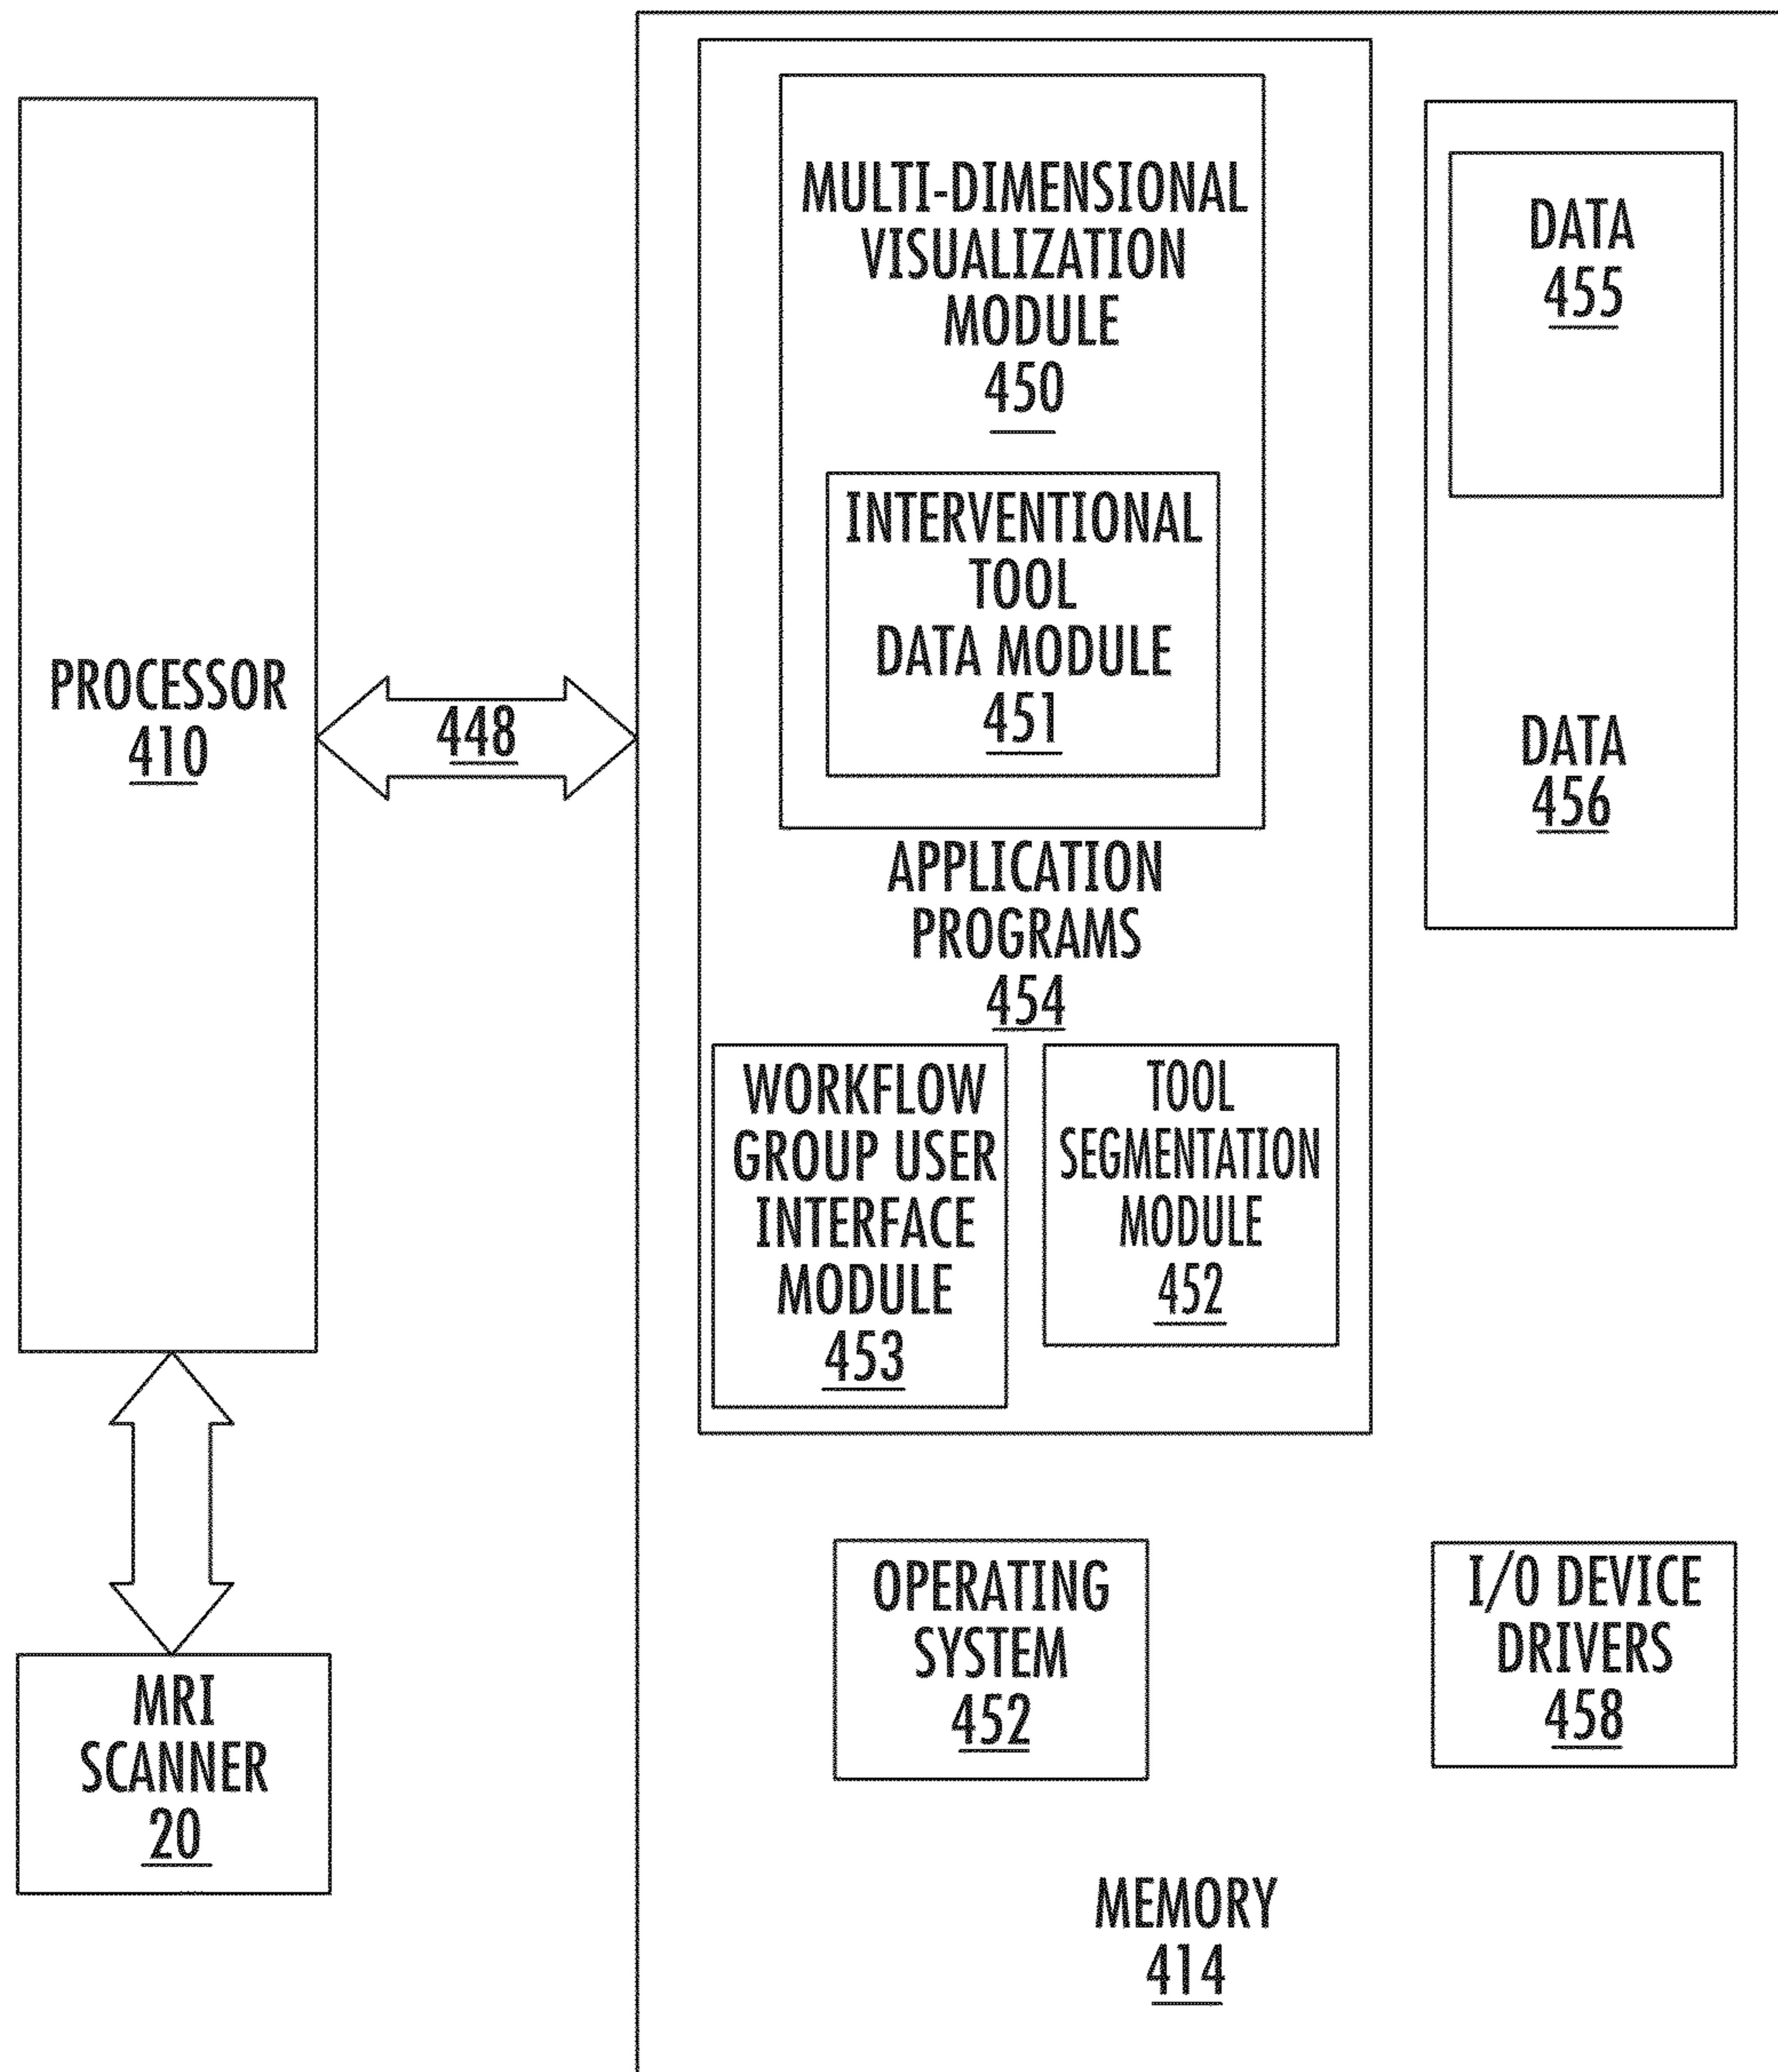 PROCESSOR
410
448
MRI
SCANNER
20
MULTI-DIMENSIONAL
VISUALIZATION
MODULE
450
INTERVENTIONAL
TOOL
DATA MODULE
451
APPLICATION
PROGRAMS
454
WORKFLOW
GROUP USER
INTERFACE
MODULE
453
TOOL
SEGMENTATION
MODULE
452
DATA
455
DATA
456
OPERATING
SYSTEM
452
I/O DEVICE
DRIVERS
458
MEMORY
414